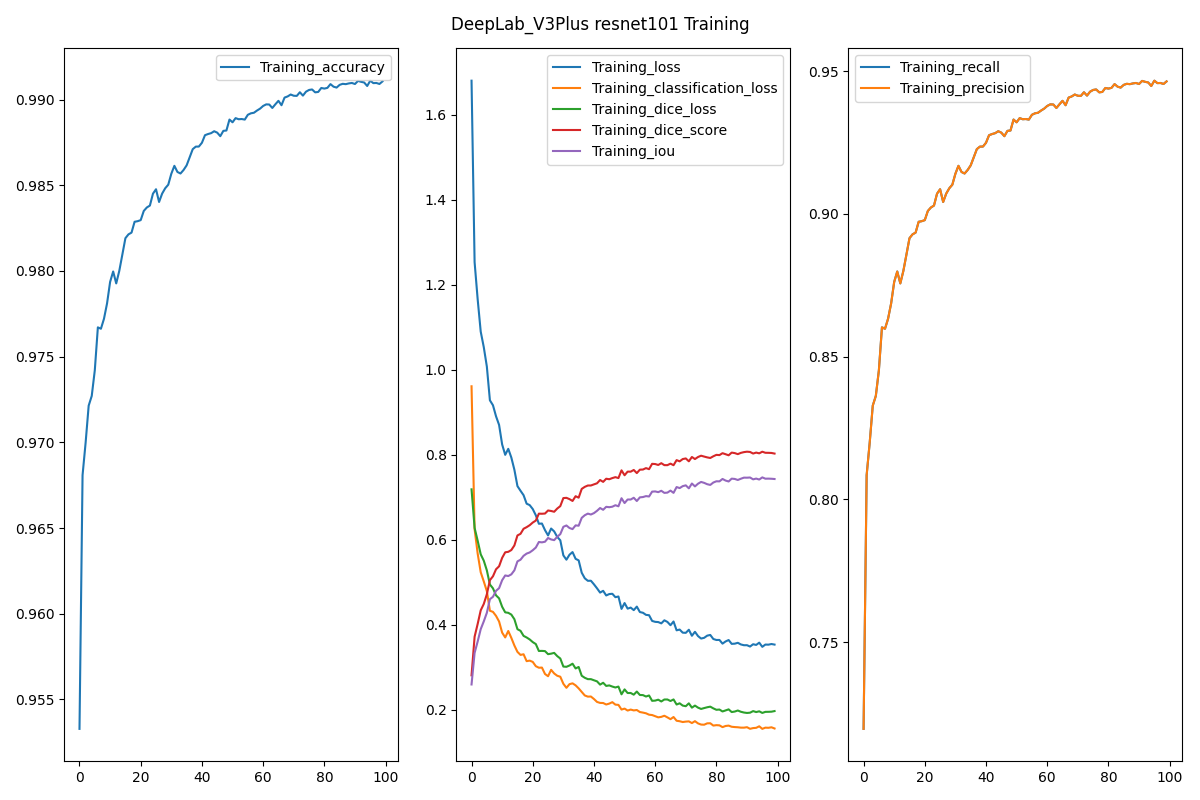 DeepLab_V3Plus resnet101 Training
Training_accuracy
0.990
0.985
0.980
0.975
0.970
0.965
0.960
0.955
0 20 40 60 80 100
Training_loss
Training_classification_loss
Training_dice_loss
Training_dice_score
Training_iou
1.6
1.4
1.2
1.0
0.8
0.6
0.4
0.2
0 20 40 60 80 100
Training_recall
Training_precision
0.95
0.90
0.85
0.80
0.75
0 20 40 60 80 100